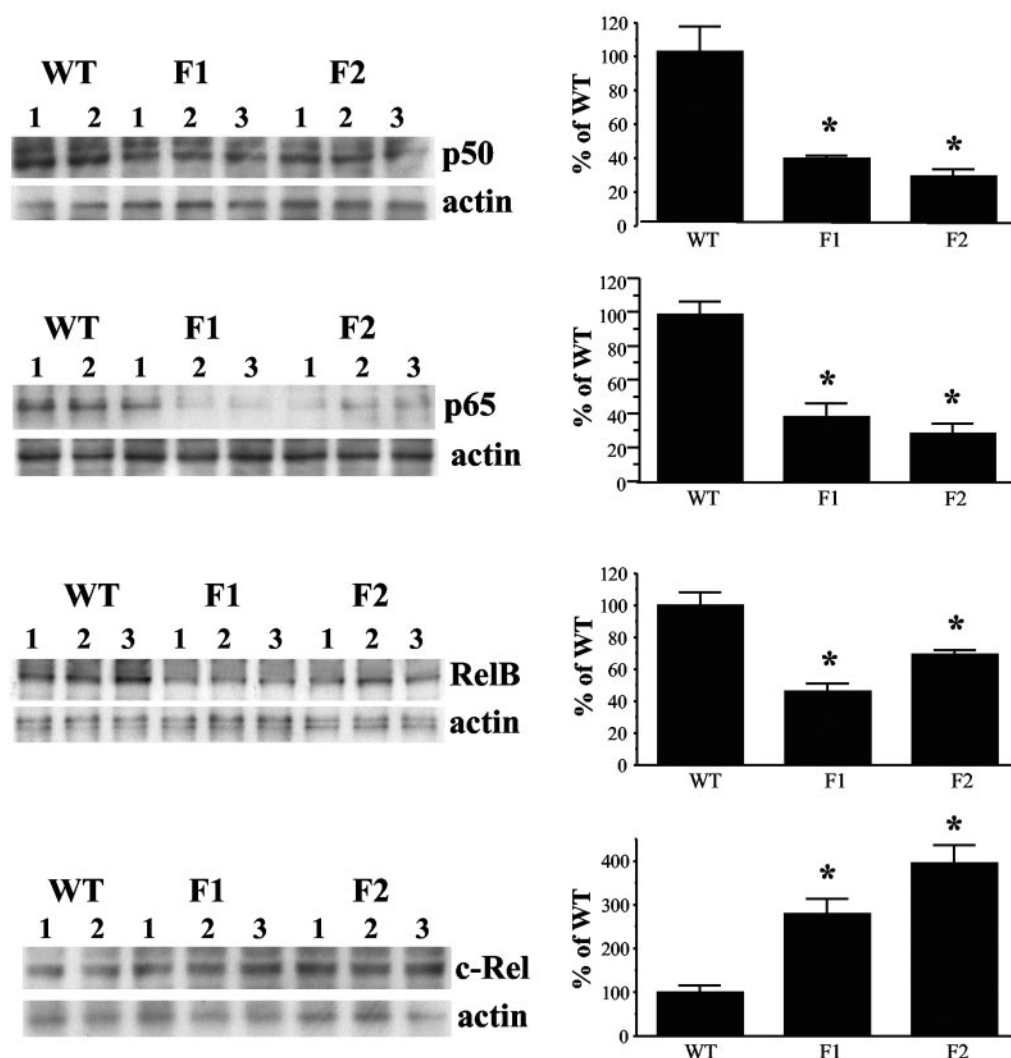 WT F1 F2
1 2 1 2 3 1 2 3
p50
actin
% of WT
120
100
80
60
40
20
0
* *
WT F1 F2
WT F1 F2
1 2 1 2 3 1 2 3
p65
actin
% of WT
120
100
80
60
40
20
0
* *
WT F1 F2
WT F1 F2
1 2 3 1 2 3 1 2 3
RelB
actin
% of WT
120
100
80
60
40
20
0
* *
WT F1 F2
WT F1 F2
1 2 1 2 3 1 2 3
c-Rel
actin
% of WT
400
300
200
100
0
* *
WT F1 F2